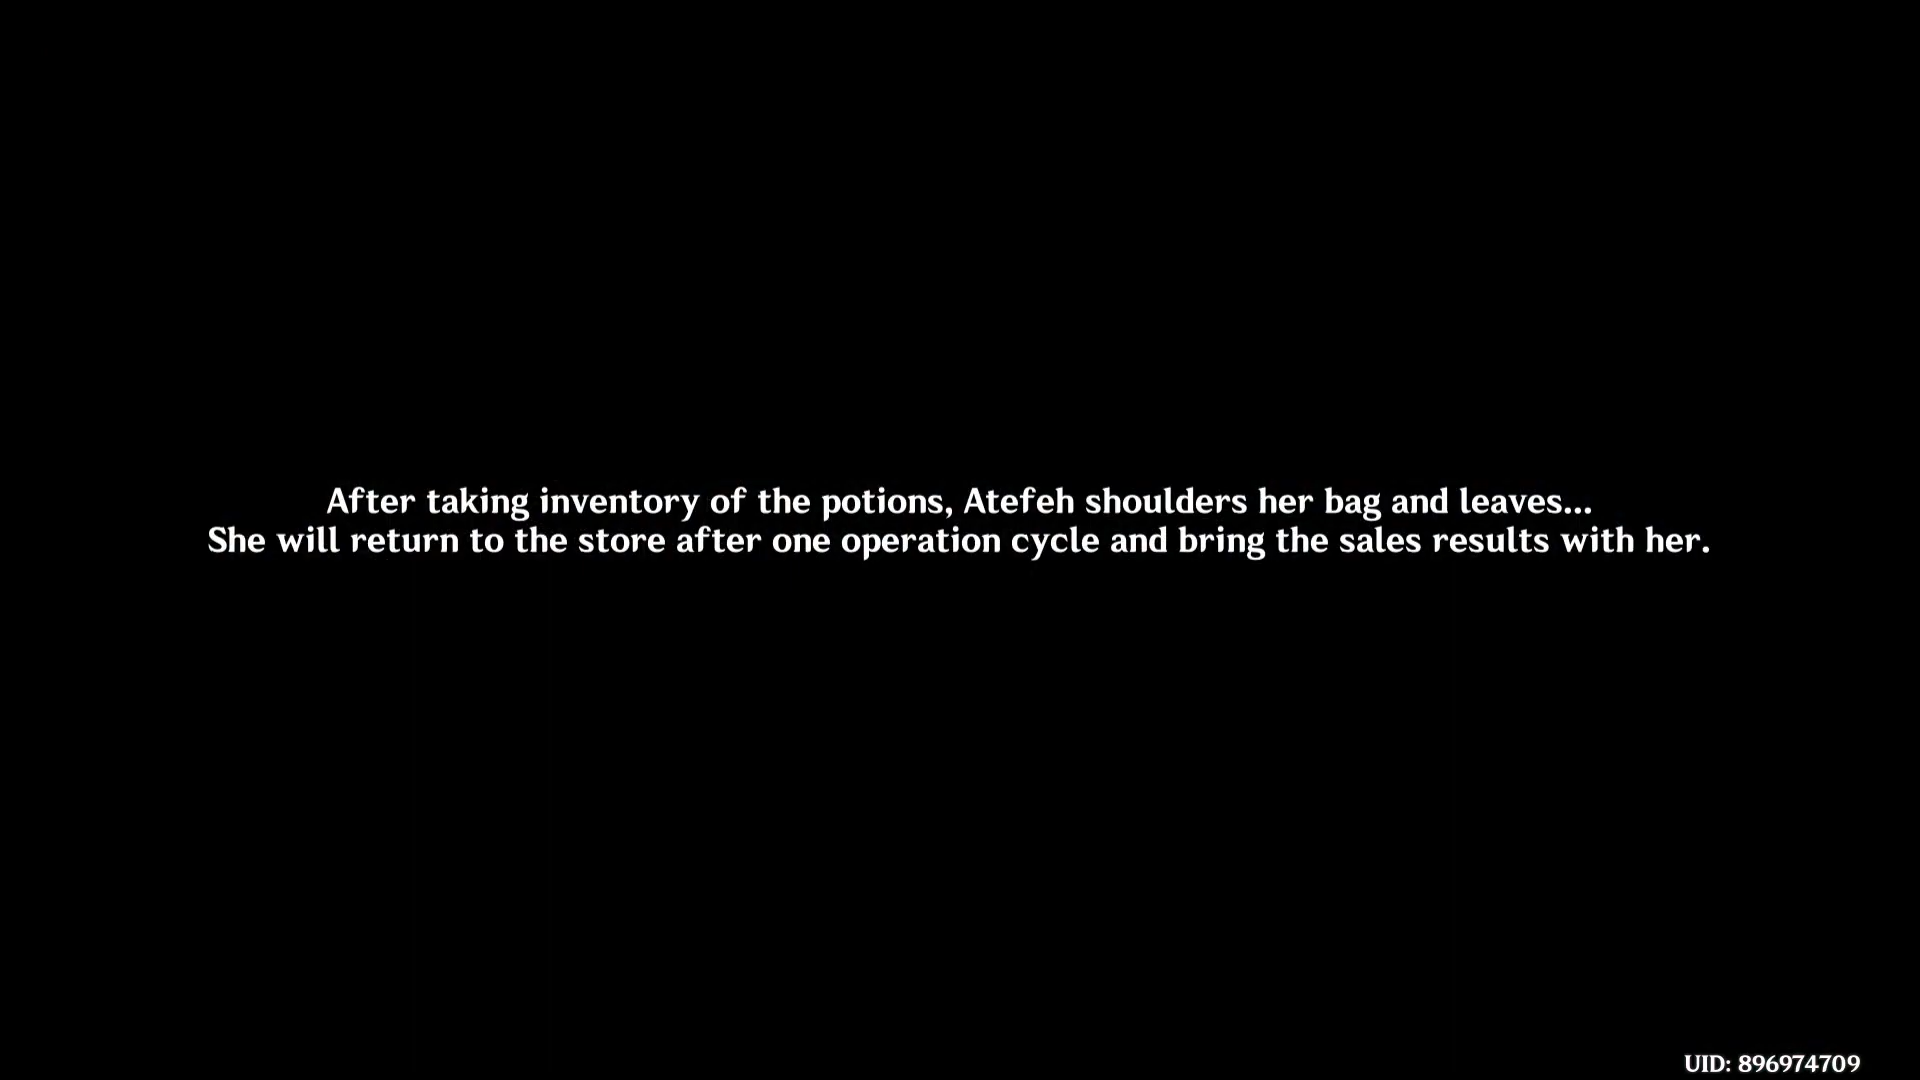 After taking inventory of the potions, Atefeh shoulders her bag and leaves...
She will return to the store after one operation cycle and bring the sales results with her.
UID: 896974709